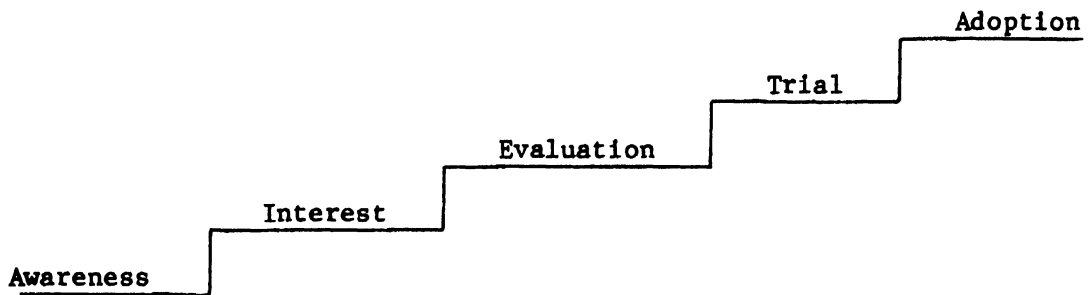 Adoption
Trial
Evaluation
Interest
Awareness